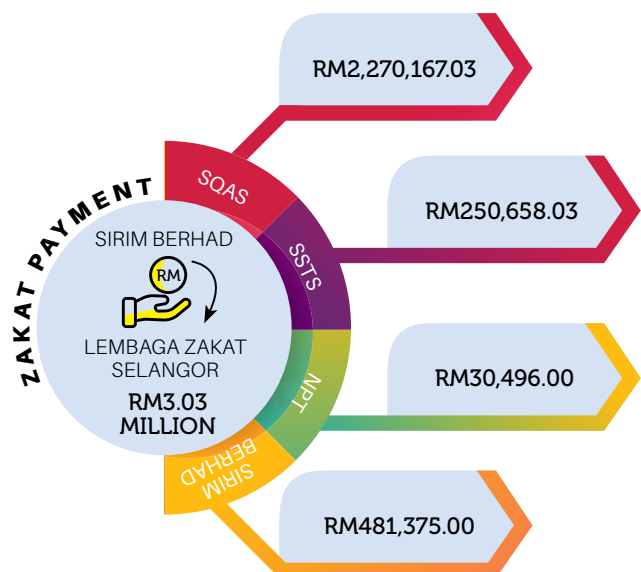 ZAKAT PAYMENT
SIRIM BERHAD
RM
LEMBAGA ZAKAT
SELANGOR
RM3.03
MILLION
SQAS
RM2,270,167.03
SSTS
RM250,658.03
NPT
RM30,496.00
SIRIM
BERHAD
RM481,375.00